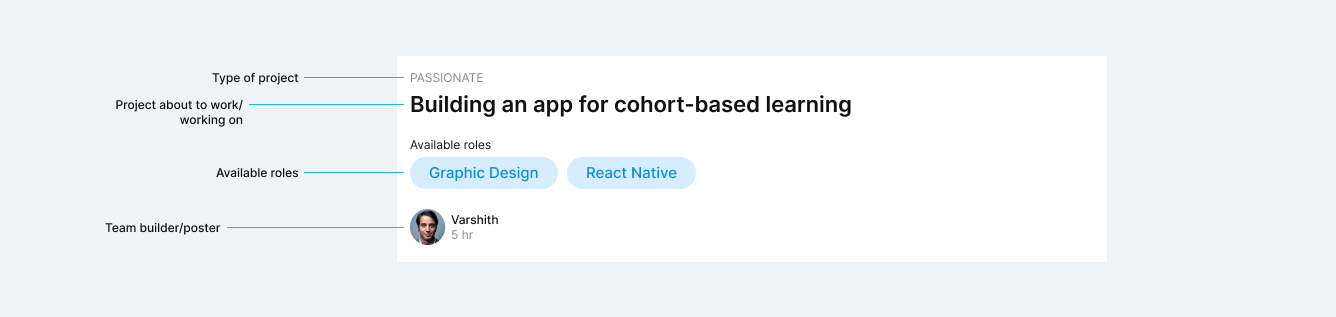 Type of project
PASSIONATE
Project about to work/
working on
Building an app for cohort-based learning
Available roles
Available roles
Graphic Design
React Native
Team builder/poster
Varshith
5 hr